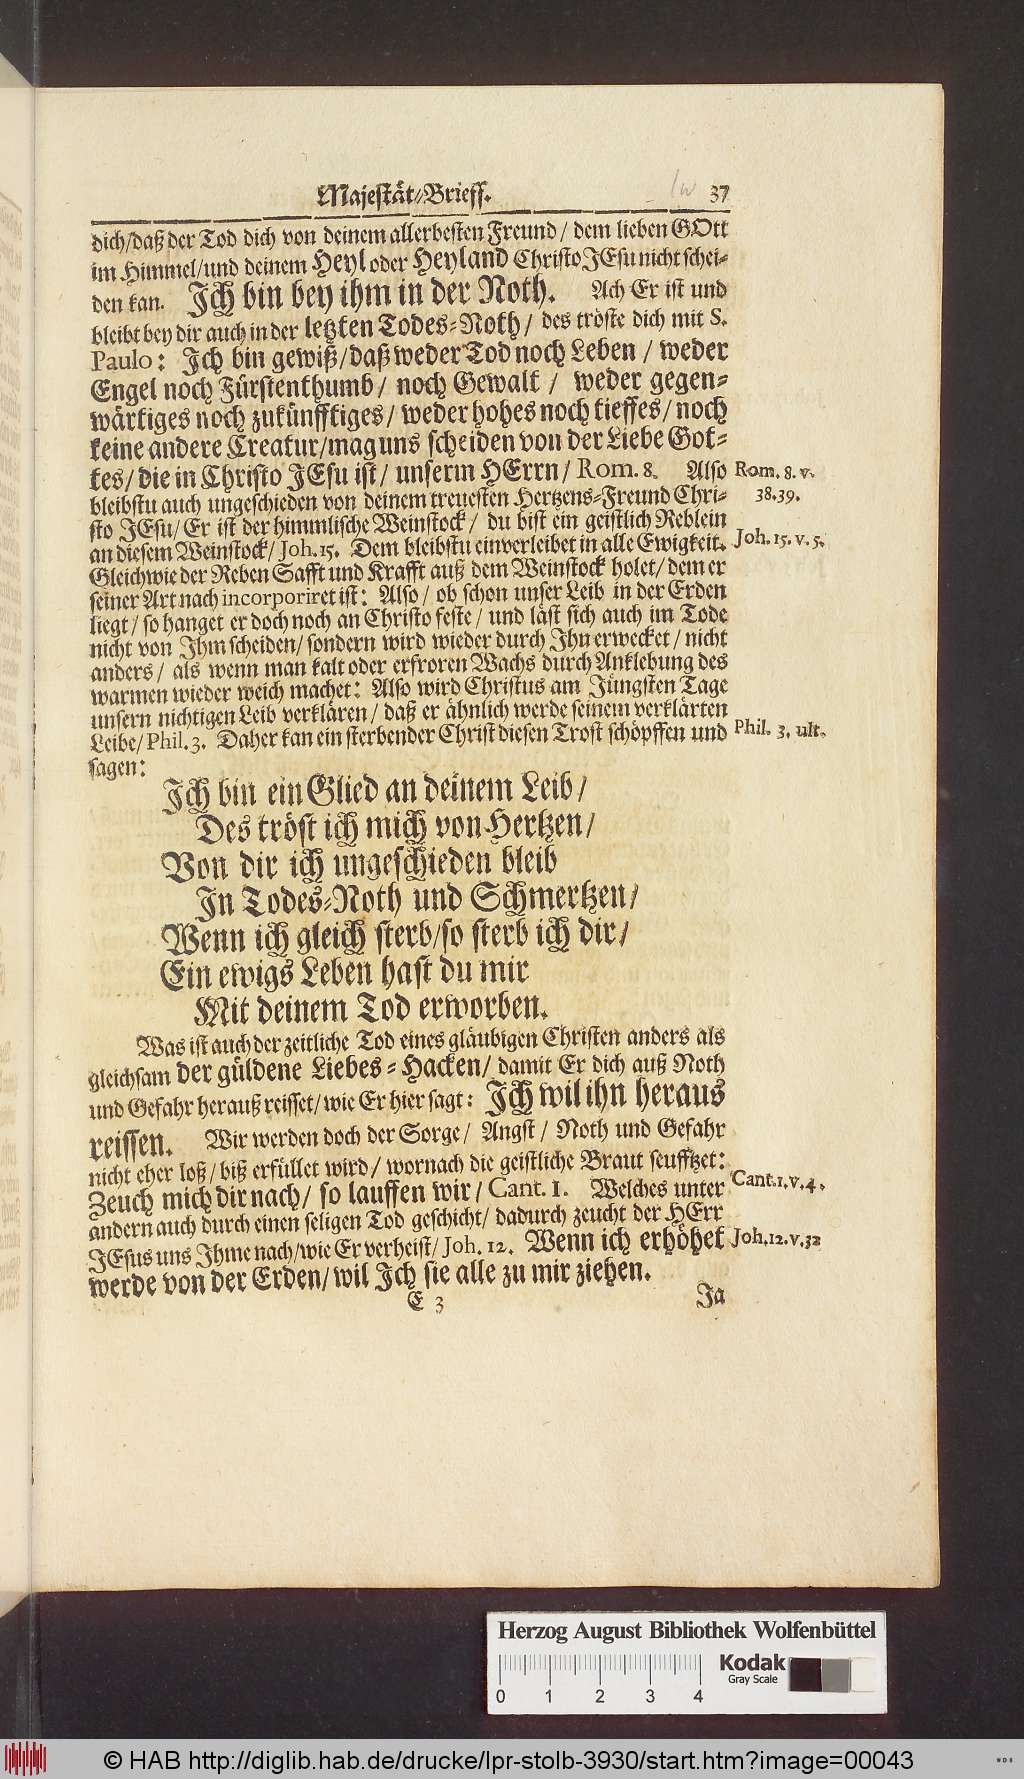 Majestät-Brieff. 37
dich/daß der Tod dich von deinem allerbesten Freund / dem lieben GOtt
im Himmel/und deinem Heyl oder Heyland Christo JEsu nicht schei-
den kan. Ich bin bey ihm in der Noth. Ach Er ist und
bleibt bey dir auch in der letzten Todes-Noth / des tröste dich mit S.
Paulo: Ich bin gewiß/daß weder Tod noch Leben / weder
Engel noch Fürstenthumb / noch Gewalt / weder gegen-
wärtiges noch zukünfftiges / weder hohes noch tieffes / noch
keine andere Creatur/mag uns scheiden von der Liebe Got-
tes/ die in Christo JEsu ist / unserm HErrn / Rom. 8. Also
Rom. 8. v.
38. 39.
bleibstu auch ungeschieden von deinem treuesten Hertzens-Freund Chri-
sto JEsu/ Er ist der himmlische Weinstock / du bist ein geistlich Reblein
an diesem Weinstock/ Joh. 15. Dem bleibstu einverleibet in alle Ewigkeit.
Joh. 15. v. 5.
Gleichwie der Reben Safft und Krafft auß dem Weinstock holet/ dem er
seiner Art nach incorporiret ist: Also / ob schon unser Leib in der Erden
liegt / so hanget er doch noch an Christo feste / und läst sich auch im Tode
nicht von Ihm scheiden/ sondern wird wieder durch Ihn erwecket / nicht
anders / als wenn man kalt oder erfroren Wachs durch Anklebung des
warmen wieder weich machet: Also wird Christus am Jüngsten Tage
unsern nichtigen Leib verklären / daß er ähnlich werde seinem verklärten
Leibe/ Phil. 3. Daher kan ein sterbender Christ diesen Trost schöpffen und
Phil. 3. ult.
sagen:
Ich bin ein Glied an deinem Leib /
Des tröst ich mich von Hertzen /
Von dir ich ungeschieden bleib
In Todes-Noth und Schmertzen /
Wenn ich gleich sterb/so sterb ich dir /
Ein ewigs Leben hast du mir
Mit deinem Tod erworben.
Was ist auch der zeitliche Tod eines gläubigen Christen anders als
gleichsam der güldene Liebes-Hacken / damit Er dich auß Noth
und Gefahr herauß reisset/ wie Er hier sagt: Ich wil ihn heraus
reissen. Wir werden doch der Sorge / Angst / Noth und Gefahr
nicht eher loß / biß erfüllet wird / wornach die geistliche Braut seufftzet:
Zeuch mich dir nach / so lauffen wir / Cant. 1. Welches unter
Cant. 1. v. 4.
andern auch durch einen seligen Tod geschicht / dadurch zeucht der HErr
JEsus uns Ihme nach/wie Er verheist/ Joh. 12. Wenn ich erhöhet
Joh. 12. v. 32
werde von der Erden / wil Ich sie alle zu mir ziehen.
E 3 Ja
Herzog August Bibliothek Wolfenbüttel
Kodak
Gray Scale
0 1 2 3 4
© HAB http://diglib.hab.de/drucke/lpr-stolb-3930/start.htm?image=00043